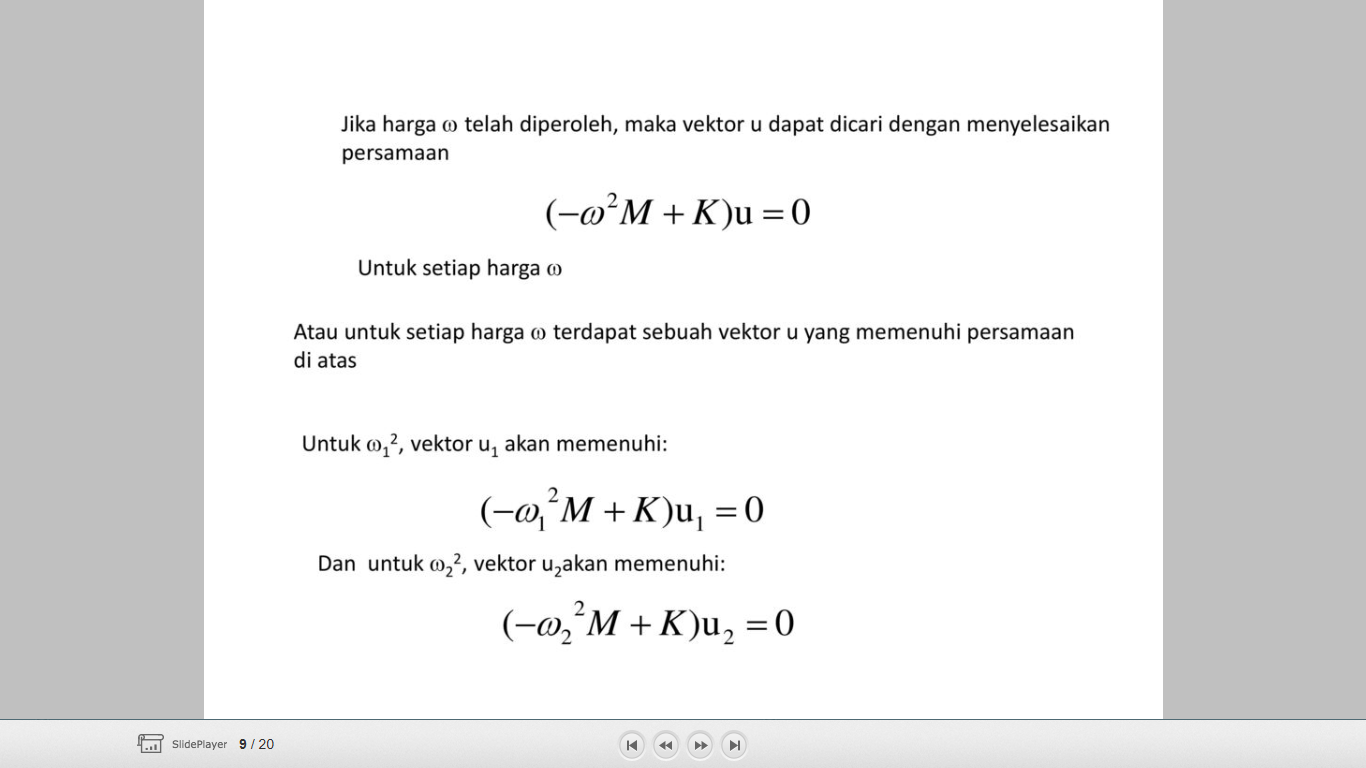 Jika harga ω telah diperoleh, maka vektor u dapat dicari dengan menyelesaikan
persamaan
(−ω²M + K)u = 0
Untuk setiap harga ω
Atau untuk setiap harga ω terdapat sebuah vektor u yang memenuhi persamaan
di atas
Untuk ω₁², vektor u₁ akan memenuhi:
(−ω₁²M + K)u₁ = 0
Dan  untuk ω₂², vektor u₂akan memenuhi:
(−ω₂²M + K)u₂ = 0
SlidePlayer 9 / 20